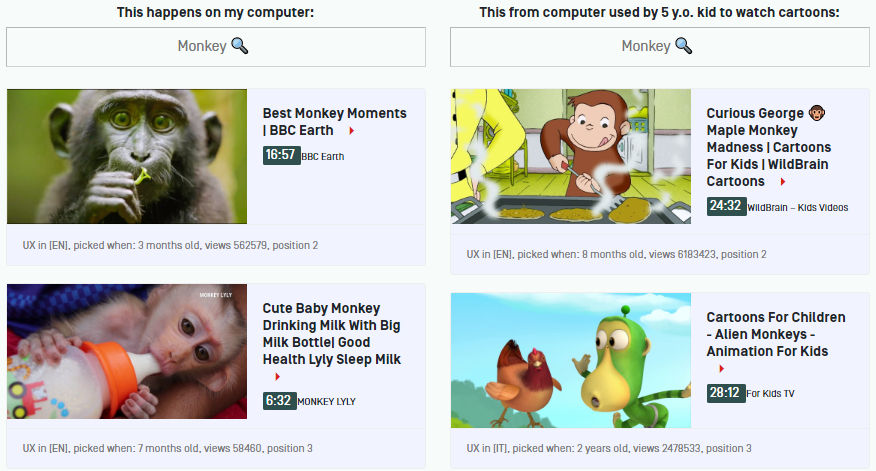 This happens on my computer:
Monkey 🔍
Best Monkey Moments
| BBC Earth
16:57 BBC Earth
UX in [EN], picked when: 3 months old, views 562579, position 2
MONKEY LYLY
Cute Baby Monkey
Drinking Milk With Big
Milk Bottle| Good
Health Lyly Sleep Milk
6:32 MONKEY LYLY
UX in [EN], picked when: 7 months old, views 58460, position 3
This from computer used by 5 y.o. kid to watch cartoons:
Monkey 🔍
Curious George 🐵
Maple Monkey
Madness | Cartoons
For Kids | WildBrain
Cartoons
24:32 WildBrain – Kids Videos
UX in [EN], picked when: 8 months old, views 6183423, position 2
Cartoons For Children
- Alien Monkeys -
Animation For Kids
28:12 For Kids TV
UX in [IT], picked when: 2 years old, views 2478533, position 3